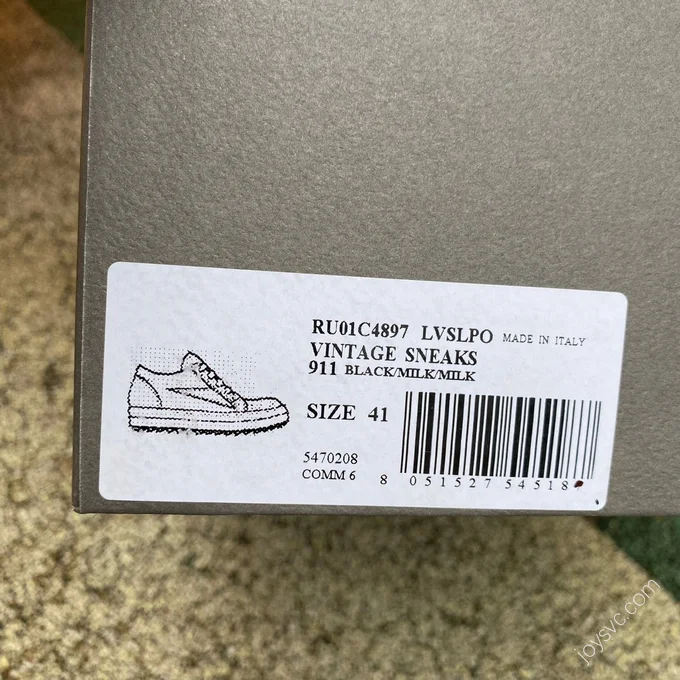 RU01C4897 LVSLPO MADE IN ITALY
VINTAGE SNEAKS
911 BLACK/MILK/MILK
SIZE 41
5470208
COMM 6
8 051527 54518
joysvc.com